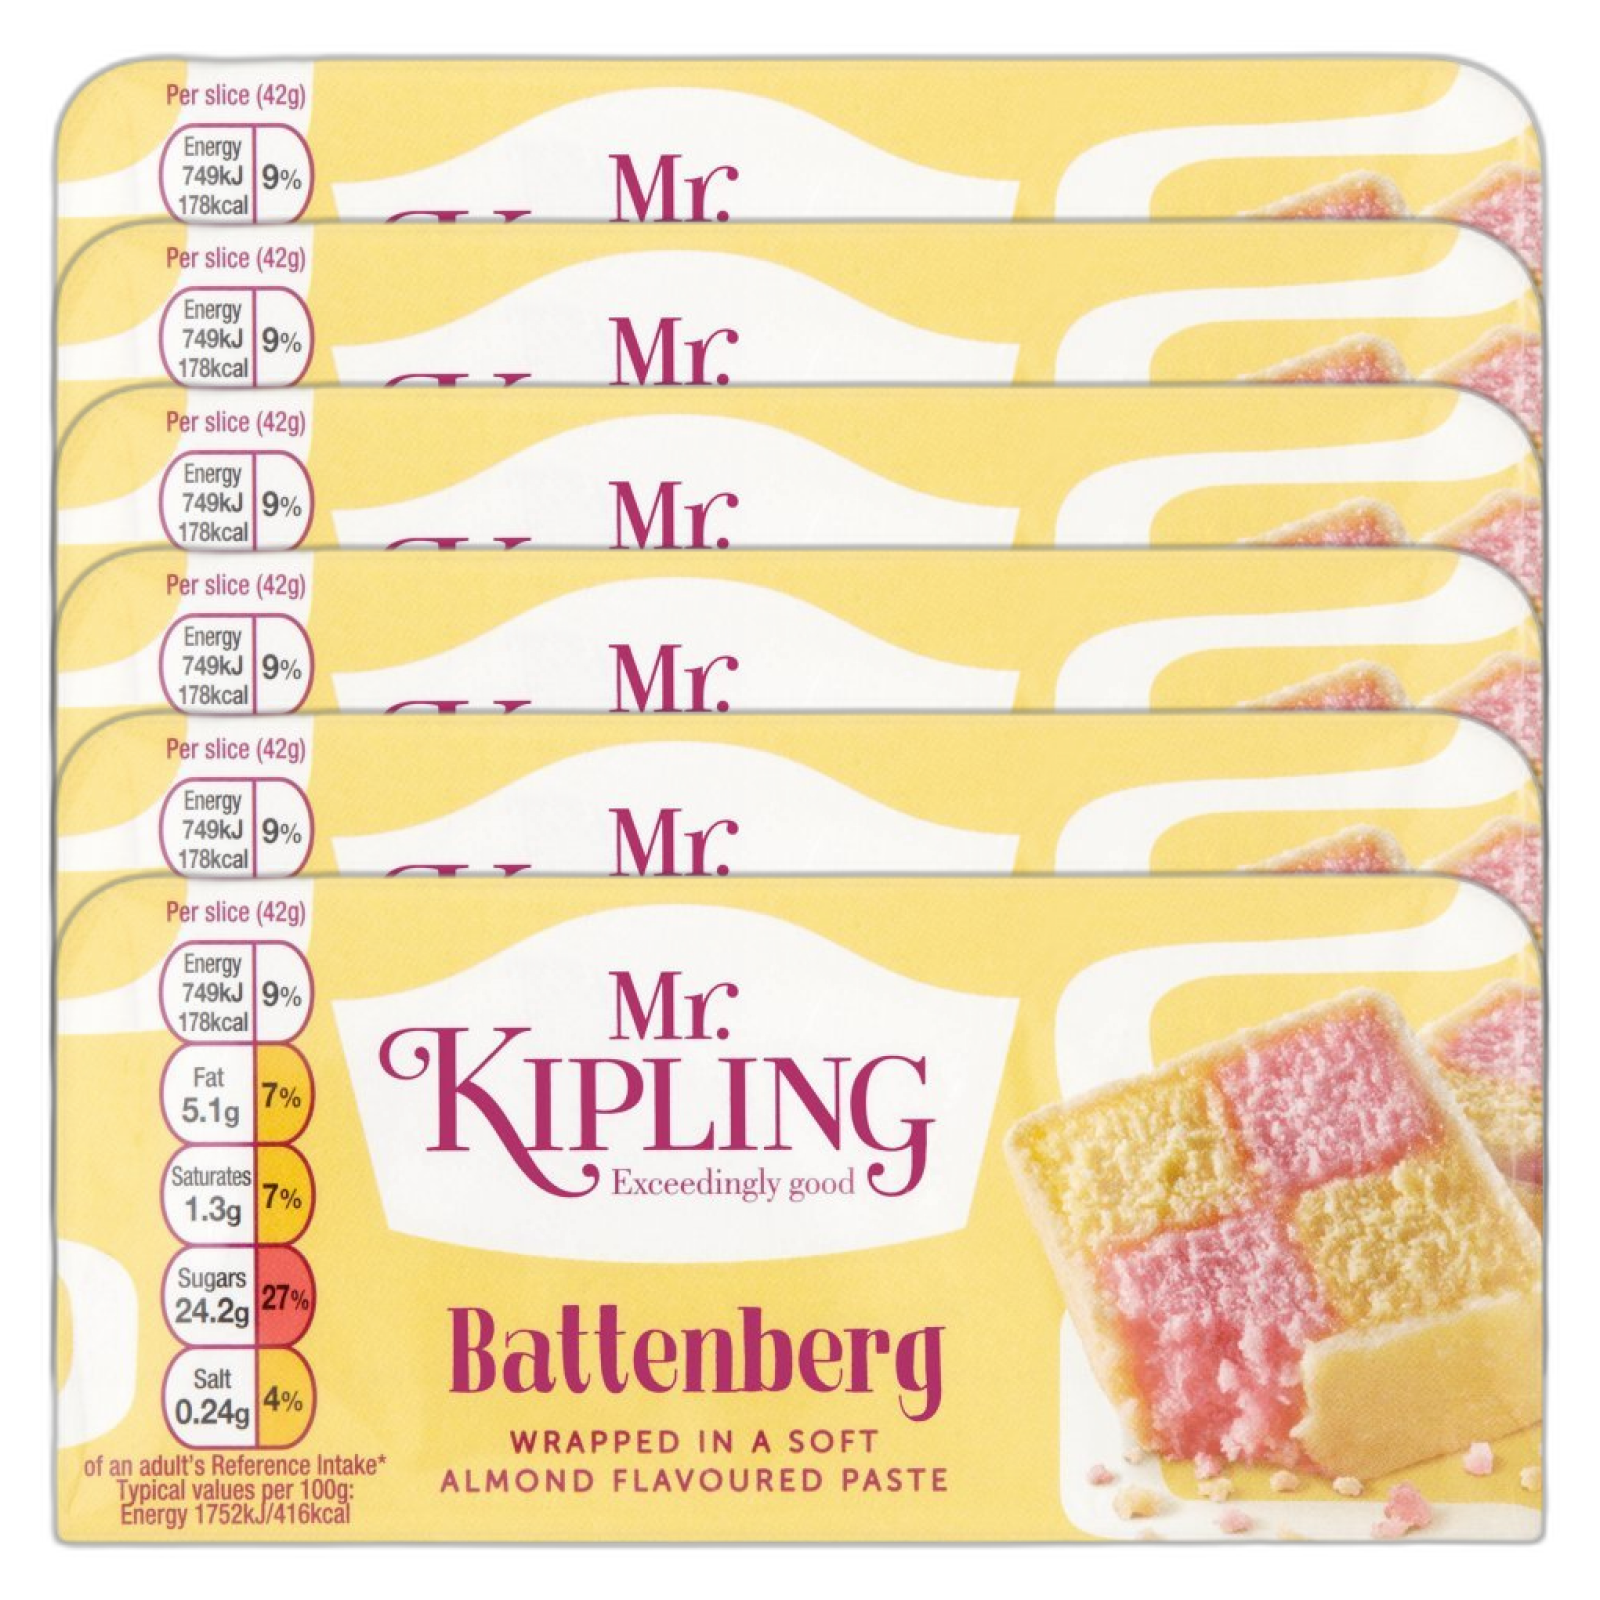 Per slice (42g)
Energy
749kJ 9%
178kcal
Mr.
Per slice (42g)
Energy
749kJ 9%
178kcal
Mr.
Per slice (42g)
Energy
749kJ 9%
178kcal
Mr.
Per slice (42g)
Energy
749kJ 9%
178kcal
Mr.
Per slice (42g)
Energy
749kJ 9%
178kcal
Mr.
Per slice (42g)
Energy
749kJ 9%
178kcal
Fat
5.1g 7%
Saturates
1.3g 7%
Sugars
24.2g 27%
Salt
0.24g 4%
of an adult's Reference Intake*
Typical values per 100g:
Energy 1752kJ/416kcal
Mr.
KIPLING
Exceedingly good
Battenberg
WRAPPED IN A SOFT
ALMOND FLAVOURED PASTE